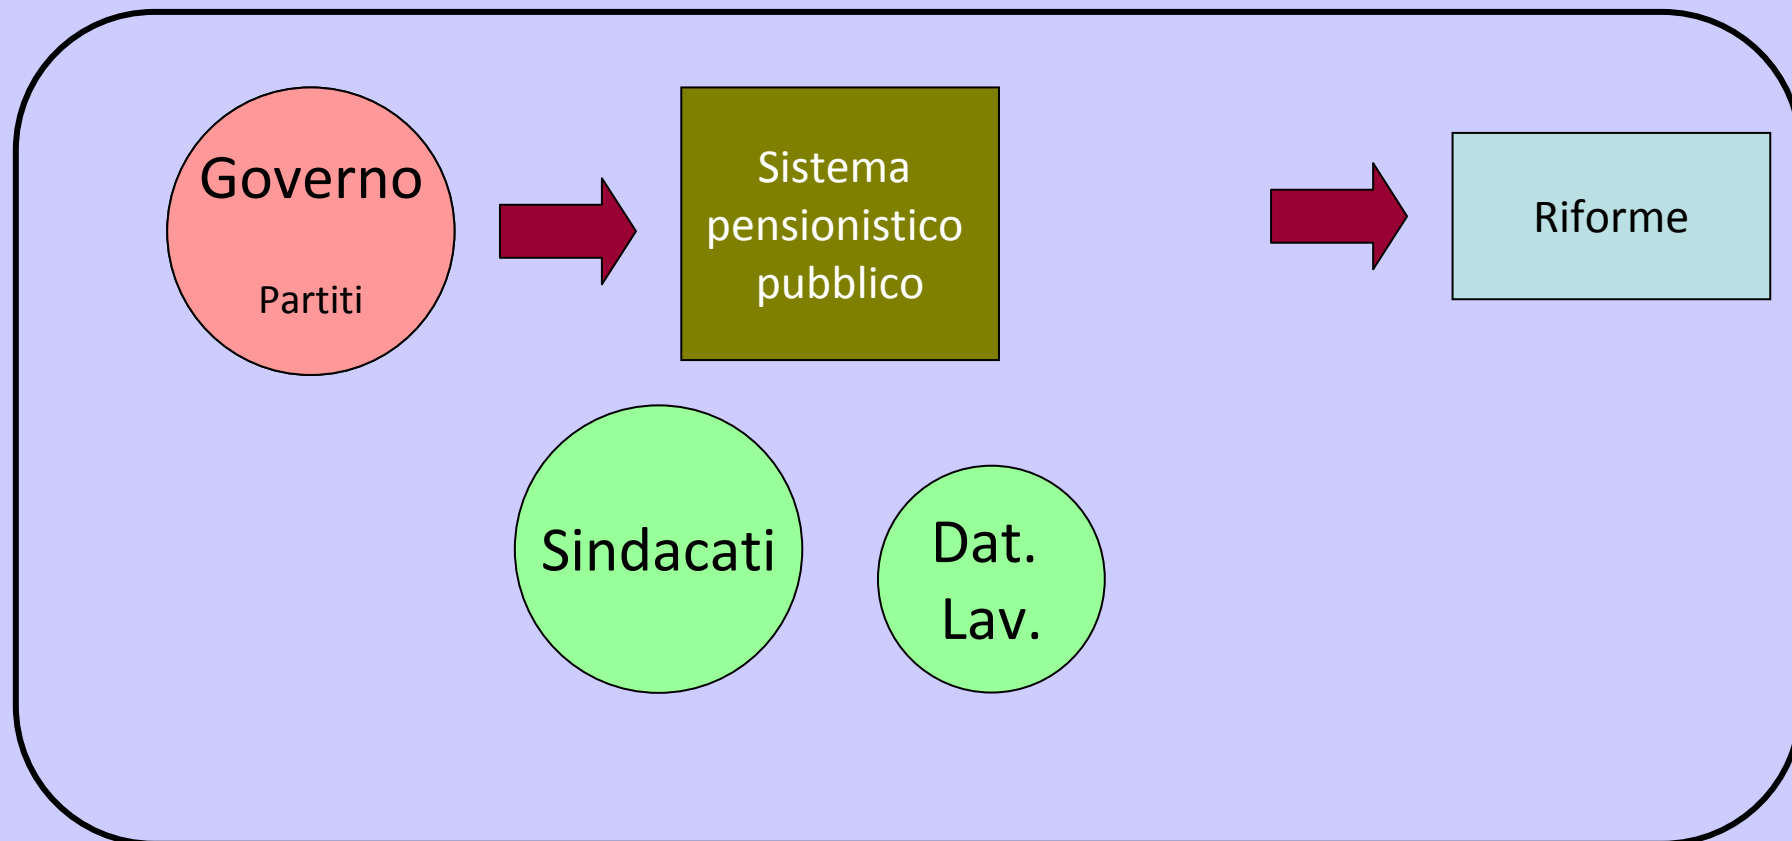 Governo
Partiti
Sistema
pensionistico
pubblico
Riforme
Sindacati
Dat.
Lav.